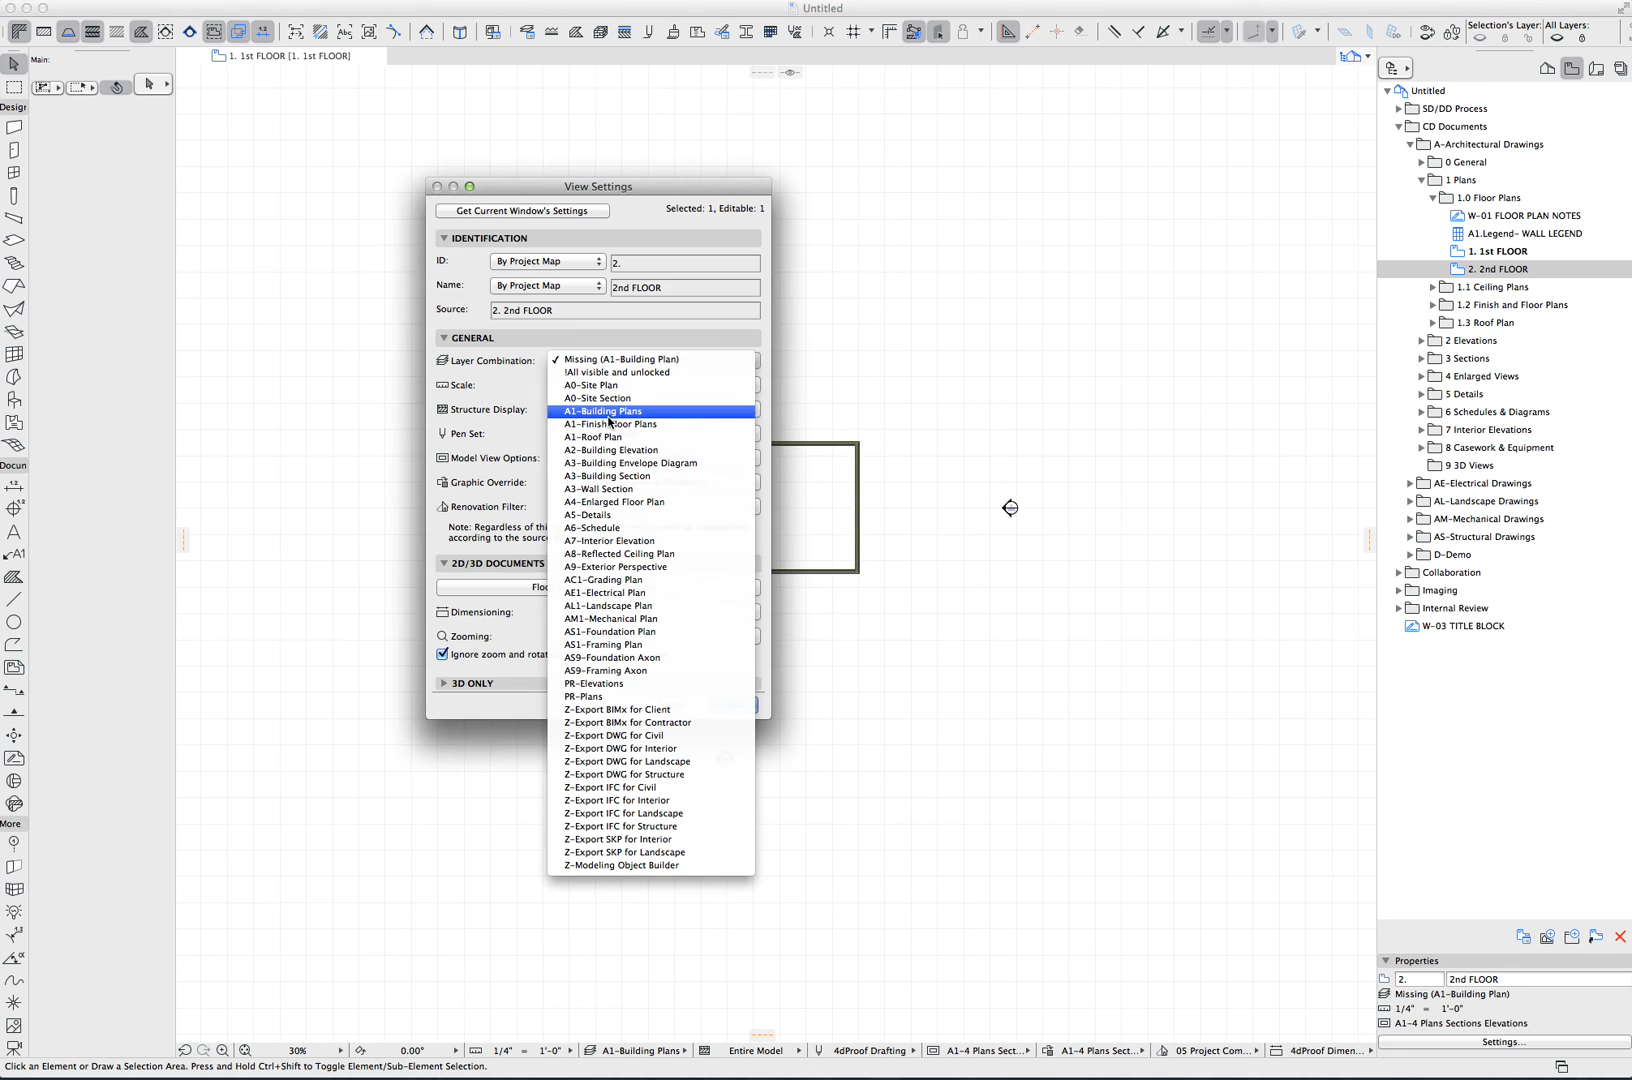 Untitled
Selection's Layer: All Layers:
Main:
1. 1st FLOOR [1. 1st FLOOR]
Design
Docun
More
View Settings
Get Current Window's Settings
Selected: 1, Editable: 1
IDENTIFICATION
ID:
By Project Map
2.
Name:
By Project Map
2nd FLOOR
Source:
2. 2nd FLOOR
GENERAL
Layer Combination:
Scale:
Structure Display:
Pen Set:
Model View Options:
Graphic Override:
Renovation Filter:
Note: Regardless of thi
according to the source
2D/3D DOCUMENTS
Floo
Dimensioning:
Zooming:
Ignore zoom and rotat
3D ONLY
✓ Missing (A1-Building Plan)
!All visible and unlocked
A0-Site Plan
A0-Site Section
A1-Building Plans
A1-Finish Floor Plans
A1-Roof Plan
A2-Building Elevation
A3-Building Envelope Diagram
A3-Building Section
A3-Wall Section
A4-Enlarged Floor Plan
A5-Details
A6-Schedule
A7-Interior Elevation
A8-Reflected Ceiling Plan
A9-Exterior Perspective
AC1-Grading Plan
AE1-Electrical Plan
AL1-Landscape Plan
AM1-Mechanical Plan
AS1-Foundation Plan
AS1-Framing Plan
AS9-Foundation Axon
AS9-Framing Axon
PR-Elevations
PR-Plans
Z-Export BIMx for Client
Z-Export BIMx for Contractor
Z-Export DWG for Civil
Z-Export DWG for Interior
Z-Export DWG for Landscape
Z-Export DWG for Structure
Z-Export IFC for Civil
Z-Export IFC for Interior
Z-Export IFC for Landscape
Z-Export IFC for Structure
Z-Export SKP for Interior
Z-Export SKP for Landscape
Z-Modeling Object Builder
Untitled
SD/DD Process
CD Documents
A-Architectural Drawings
0 General
1 Plans
1.0 Floor Plans
W-01 FLOOR PLAN NOTES
A1.Legend- WALL LEGEND
1. 1st FLOOR
2. 2nd FLOOR
1.1 Ceiling Plans
1.2 Finish and Floor Plans
1.3 Roof Plan
2 Elevations
3 Sections
4 Enlarged Views
5 Details
6 Schedules & Diagrams
7 Interior Elevations
8 Casework & Equipment
9 3D Views
AE-Electrical Drawings
AL-Landscape Drawings
AM-Mechanical Drawings
AS-Structural Drawings
D-Demo
Collaboration
Imaging
Internal Review
W-03 TITLE BLOCK
Properties
2. 2nd FLOOR
Missing (A1-Building Plan)
1/4" = 1'-0"
A1-4 Plans Sections Elevations
Settings...
30% 0.00° 1/4" = 1'-0" A1-Building Plans Entire Model 4dProof Drafting A1-4 Plans Sect... A1-4 Plans Sect... 05 Project Com... 4dProof Dimen...
Click an Element or Draw a Selection Area. Press and Hold Ctrl+Shift to Toggle Element/Sub-Element Selection.